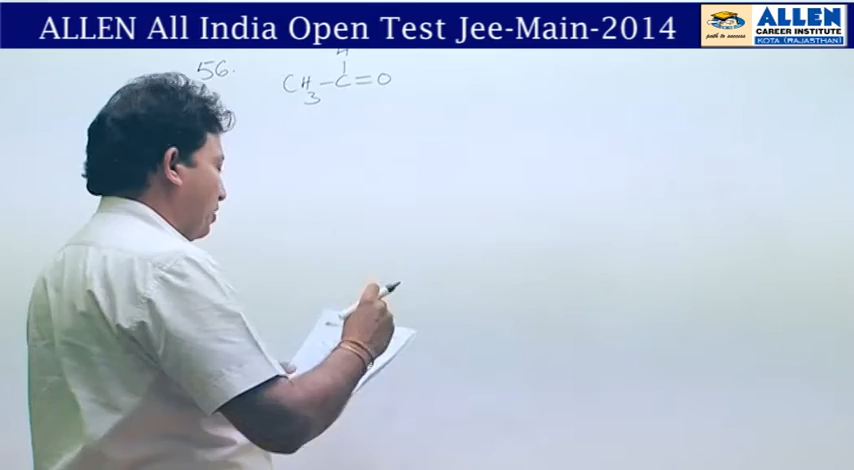 ALLEN All India Open Test Jee-Main-2014
path to success
ALLEN
CAREER INSTITUTE
KOTA (RAJASTHAN)
56.
H
CH3-C=O